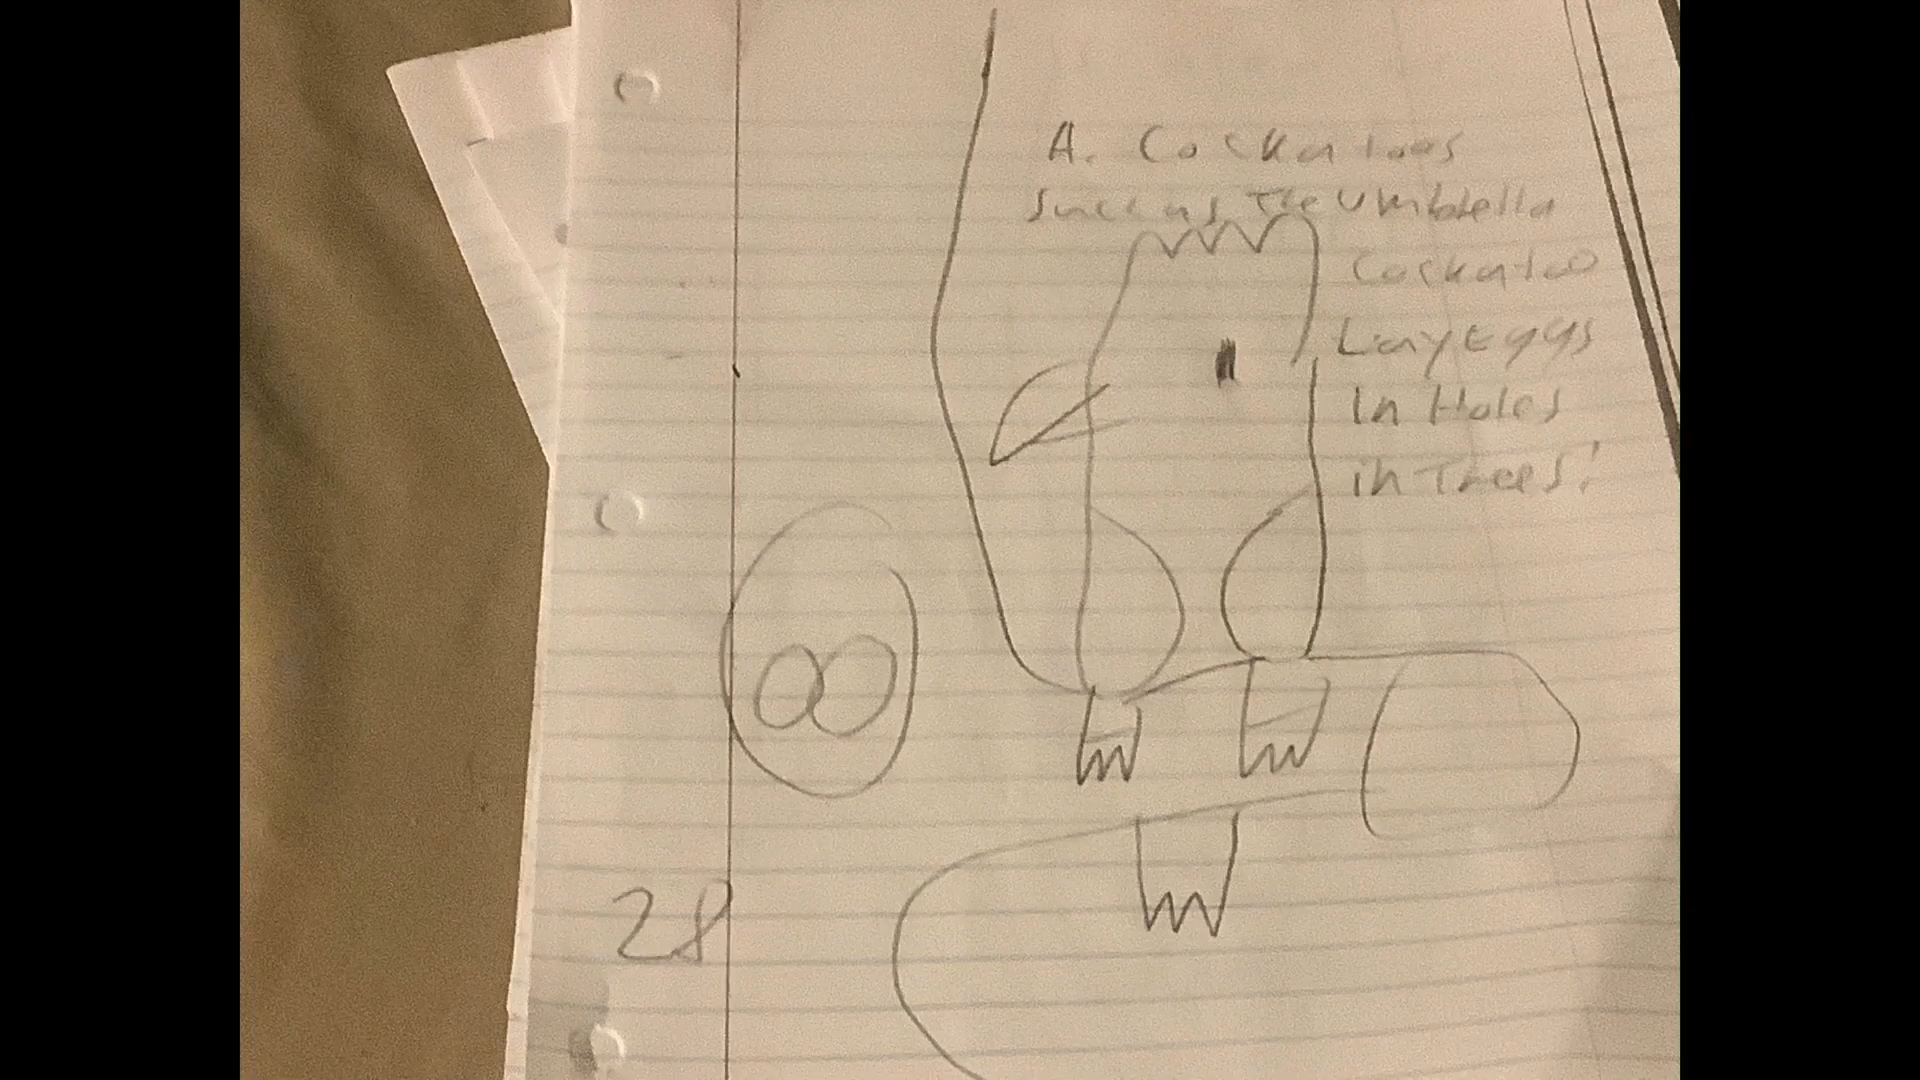 A. Cockatoos
Such as The Umbrella
Cockatoo
Lay Eggs
In Holes
in Trees!
28